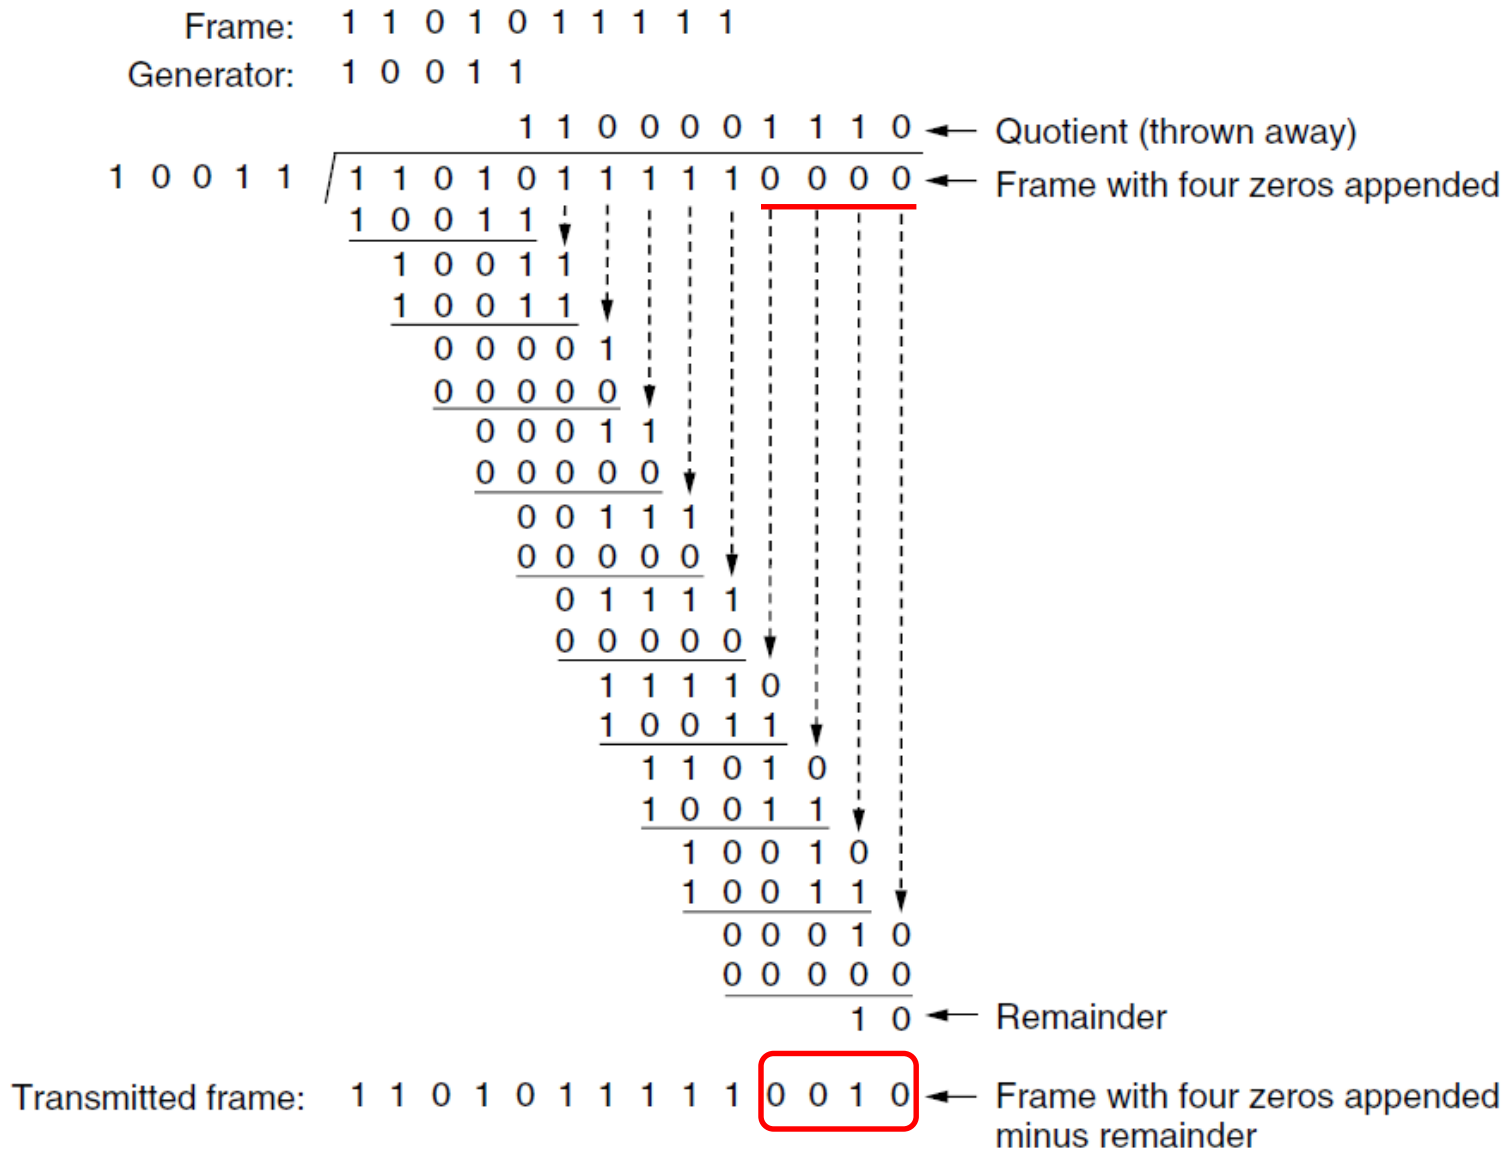 Frame: 1 1 0 1 0 1 1 1 1 1
Generator: 1 0 0 1 1
1 1 0 0 0 0 1 1 1 0 Quotient (thrown away)
1 0 0 1 1 1 1 0 1 0 1 1 1 1 1 0 0 0 0 Frame with four zeros appended
1 0 0 1 1
1 0 0 1 1
1 0 0 1 1
0 0 0 0 1
0 0 0 0 0
0 0 0 1 1
0 0 0 0 0
0 0 1 1 1
0 0 0 0 0
0 1 1 1 1
0 0 0 0 0
1 1 1 1 0
1 0 0 1 1
1 1 0 1 0
1 0 0 1 1
1 0 0 1 0
1 0 0 1 1
0 0 0 1 0
0 0 0 0 0
1 0 Remainder
Transmitted frame: 1 1 0 1 0 1 1 1 1 1 0 0 1 0 Frame with four zeros appended
minus remainder